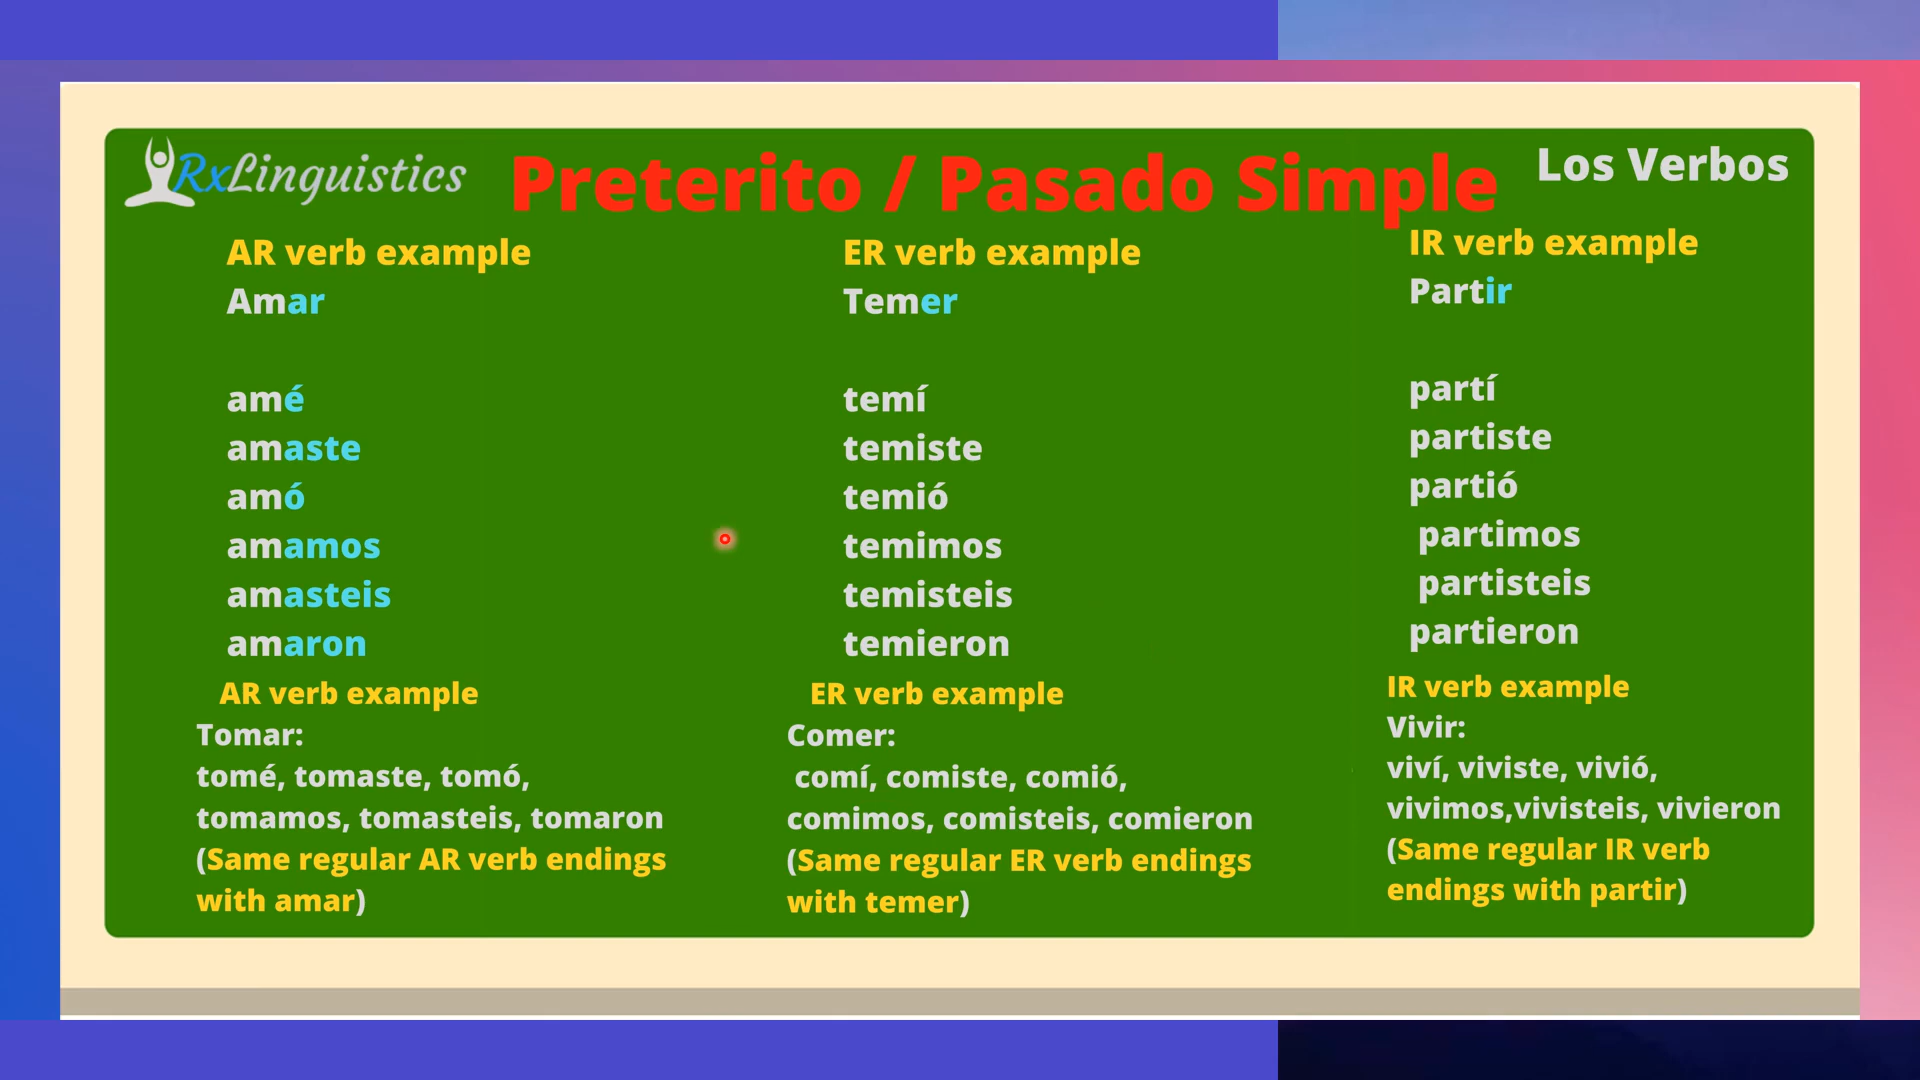 RxLinguistics
Preterito / Pasado Simple
Los Verbos
AR verb example
Amar
amé
amaste
amó
amamos
amasteis
amaron
AR verb example
Tomar:
tomé, tomaste, tomó,
tomamos, tomasteis, tomaron
(Same regular AR verb endings
with amar)
ER verb example
Temer
temí
temiste
temió
temimos
temisteis
temieron
ER verb example
Comer:
comí, comiste, comió,
comimos, comisteis, comieron
(Same regular ER verb endings
with temer)
IR verb example
Partir
partí
partiste
partió
partimos
partisteis
partieron
IR verb example
Vivir:
viví, viviste, vivió,
vivimos,vivisteis, vivieron
(Same regular IR verb
endings with partir)